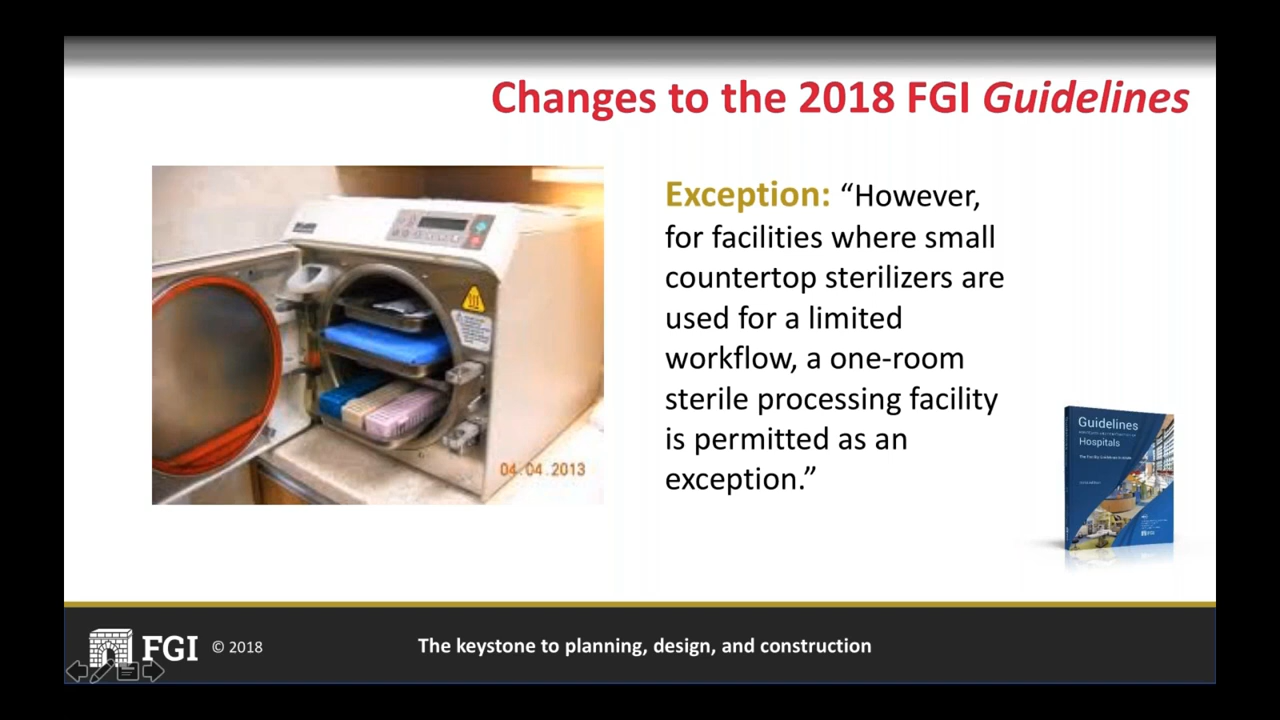 Changes to the 2018 FGI Guidelines
Exception: “However,
for facilities where small
countertop sterilizers are
used for a limited
workflow, a one-room
sterile processing facility
is permitted as an
exception.”
04.04.2013
Guidelines
Hospitals
FGI © 2018
The keystone to planning, design, and construction